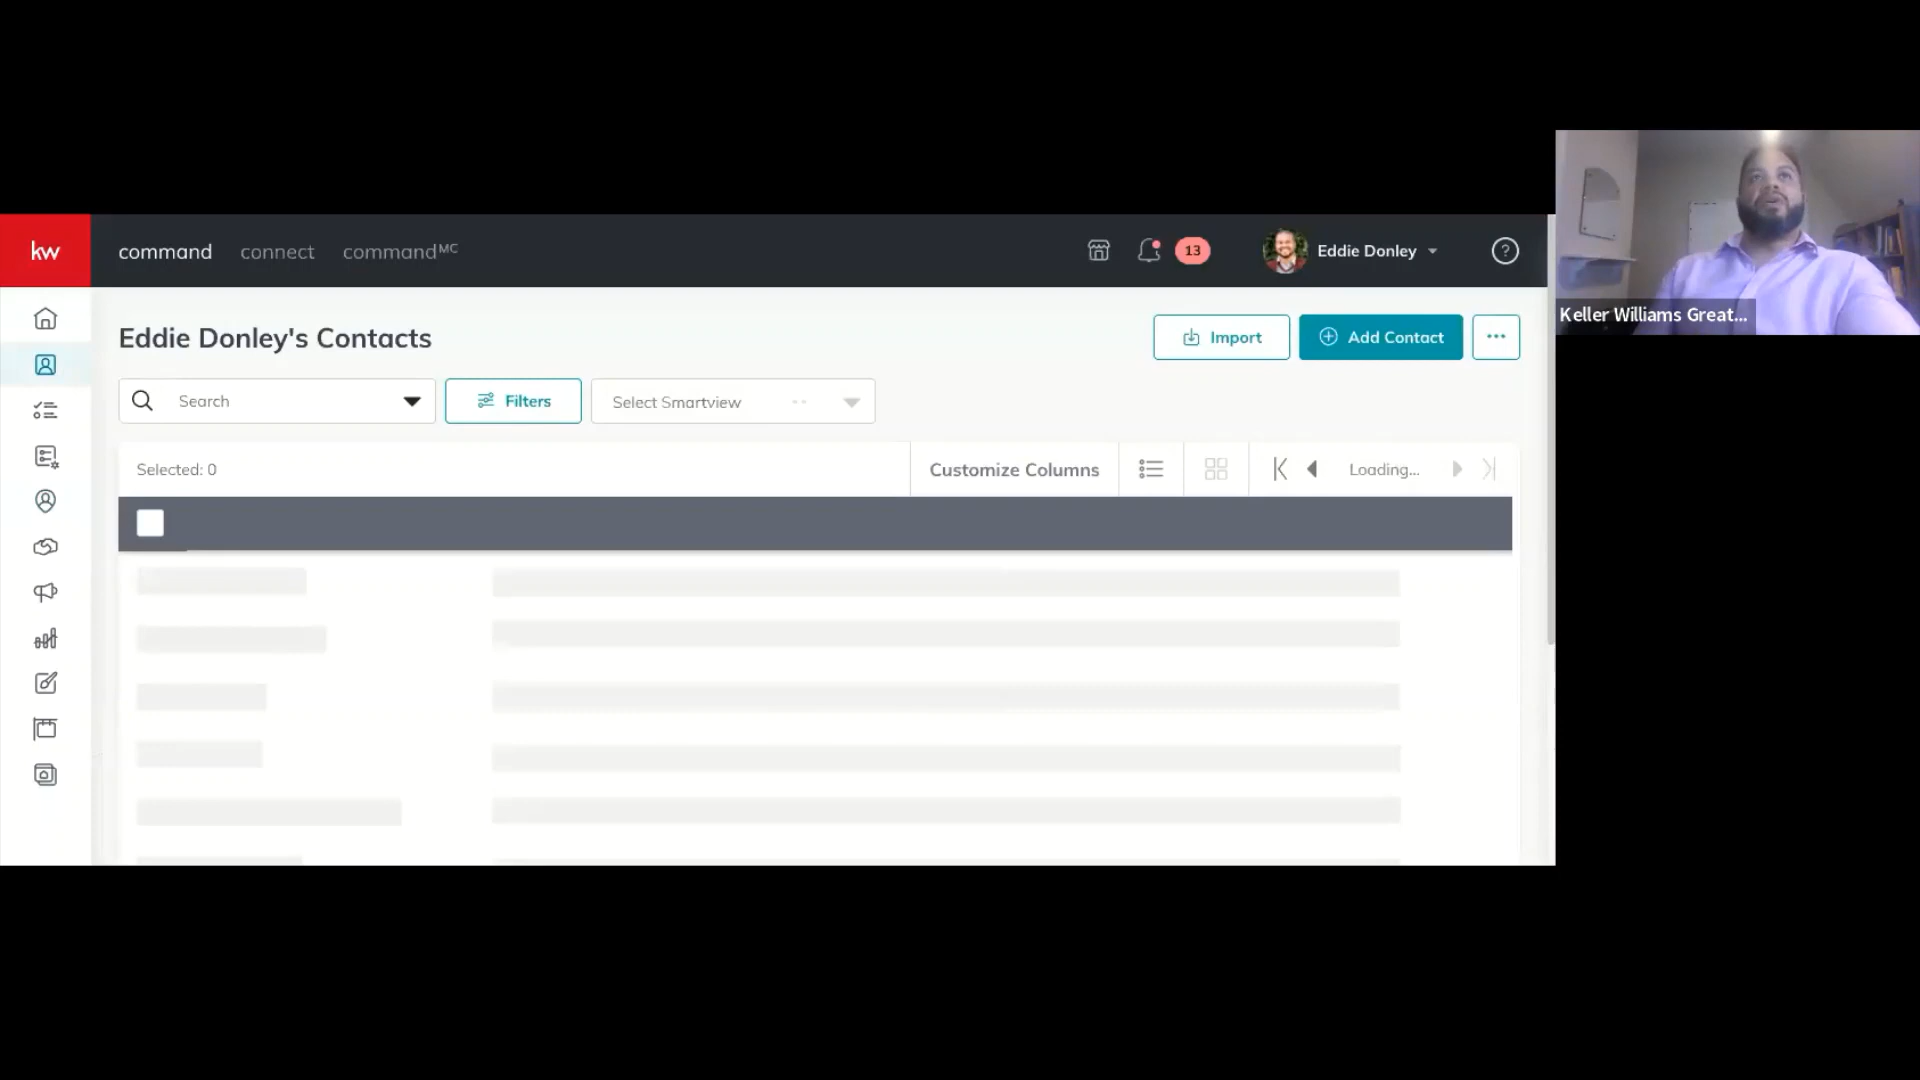 kw
command connect commandMC
13
Eddie Donley
?
Eddie Donley's Contacts
Import
Add Contact
Search
Filters
Select Smartview
Selected: 0
Customize Columns
Loading...
Keller Williams Great...